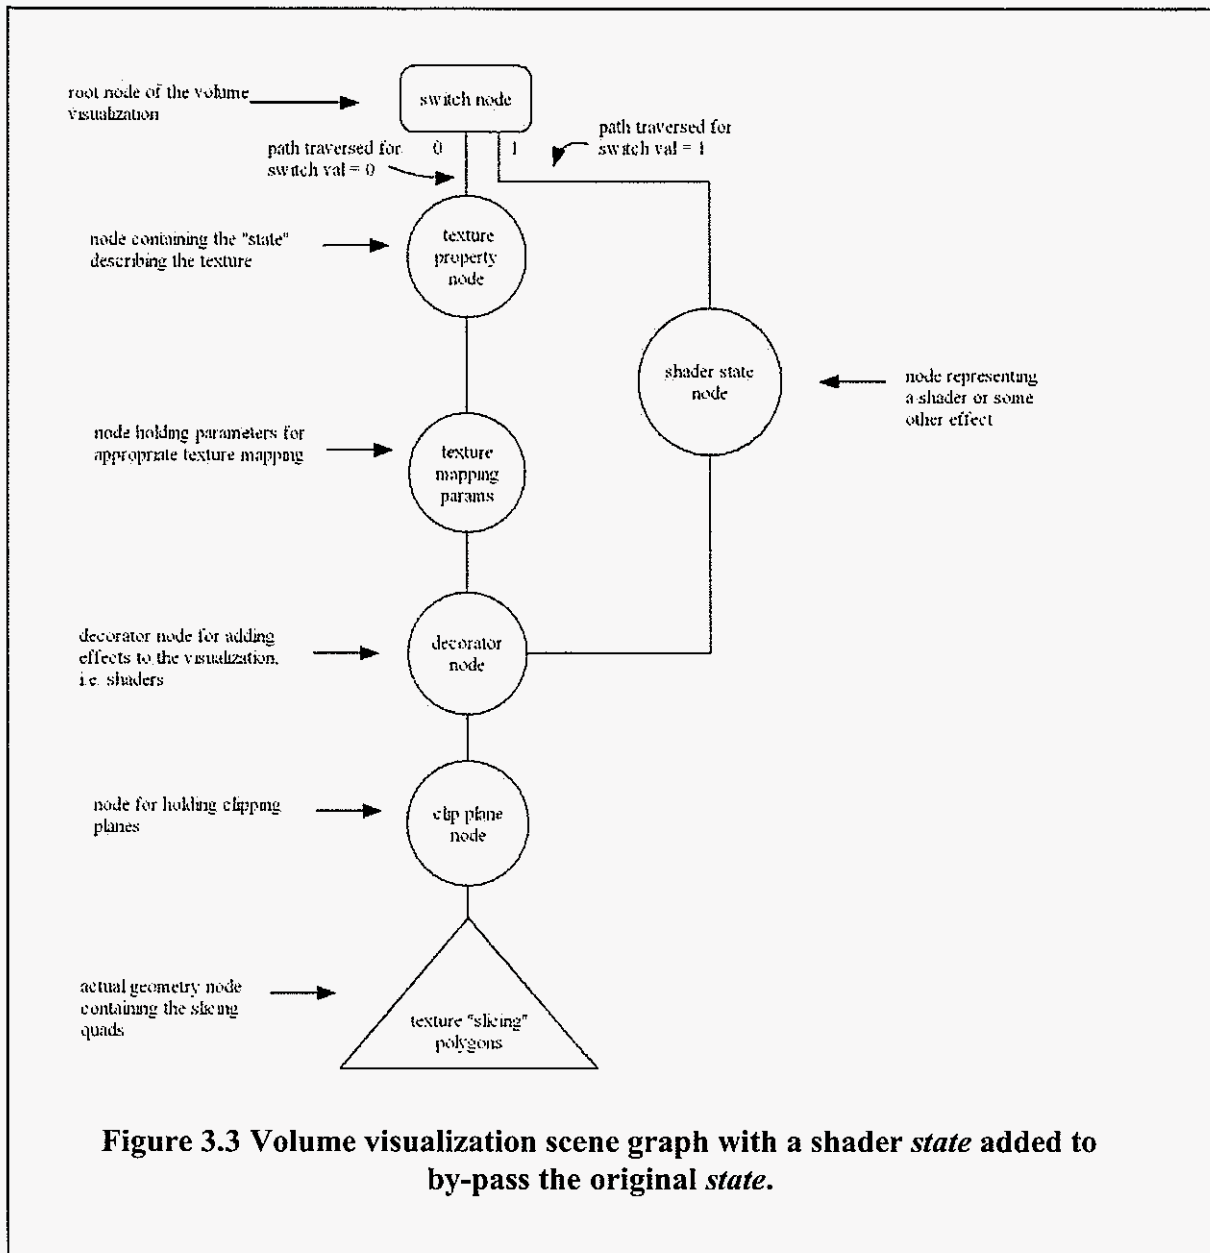 root node of the volume
visualization
switch node
0
1
path traversed for
switch val = 0
path traversed for
switch val = 1
node containing the "state"
describing the texture
texture
property
node
shader state
node
node representing
a shader or some
other effect
node holding parameters for
appropriate texture mapping
texture
mapping
params
decorator node for adding
effects to the visualization,
i.e. shaders
decorator
node
node for holding clipping
planes
clip plane
node
actual geometry node
containing the slicing
quads
texture "slicing"
polygons
Figure 3.3 Volume visualization scene graph with a shader state added to
by-pass the original state.